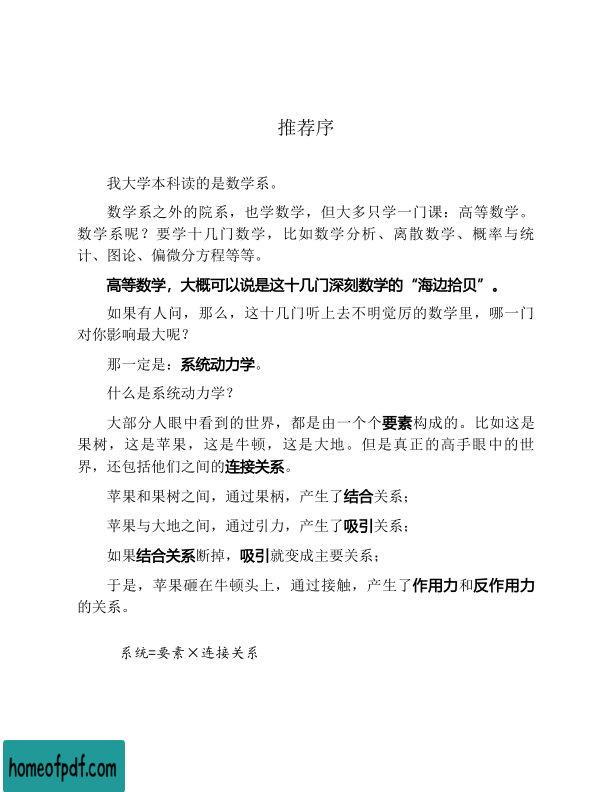 推荐序
我大学本科读的是数学系。
数学系之外的院系，也学数学，但大多只学一门课：高等数学。
数学系呢？要学十几门数学，比如数学分析、离散数学、概率与统
计、图论、偏微分方程等等。
高等数学，大概可以说是这十几门深刻数学的“海边拾贝”。
如果有人问，那么，这十几门听上去不明觉厉的数学里，哪一门
对你影响最大呢？
那一定是：系统动力学。
什么是系统动力学？
大部分人眼中看到的世界，都是由一个个要素构成的。比如这是
果树，这是苹果，这是牛顿，这是大地。但是真正的高手眼中的世
界，还包括他们之间的连接关系。
苹果和果树之间，通过果柄，产生了结合关系；
苹果与大地之间，通过引力，产生了吸引关系；
如果结合关系断掉，吸引就变成主要关系；
于是，苹果砸在牛顿头上，通过接触，产生了作用力和反作用力
的关系。
系统=要素×连接关系
homeofpdf.com